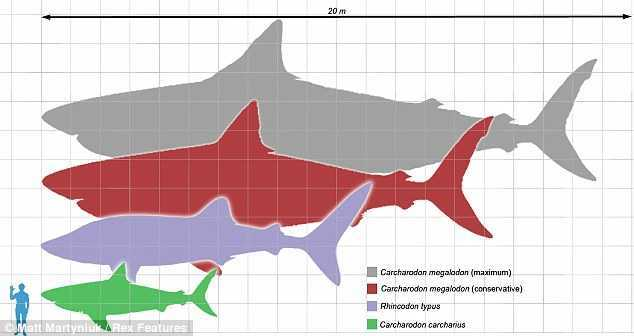 20 m
Carcharodon megalodon (maximum)
Carcharodon megalodon (conservative)
Rhincodon typus
Carcharodon carcharius
©Matt Martyniuk / Rex Features